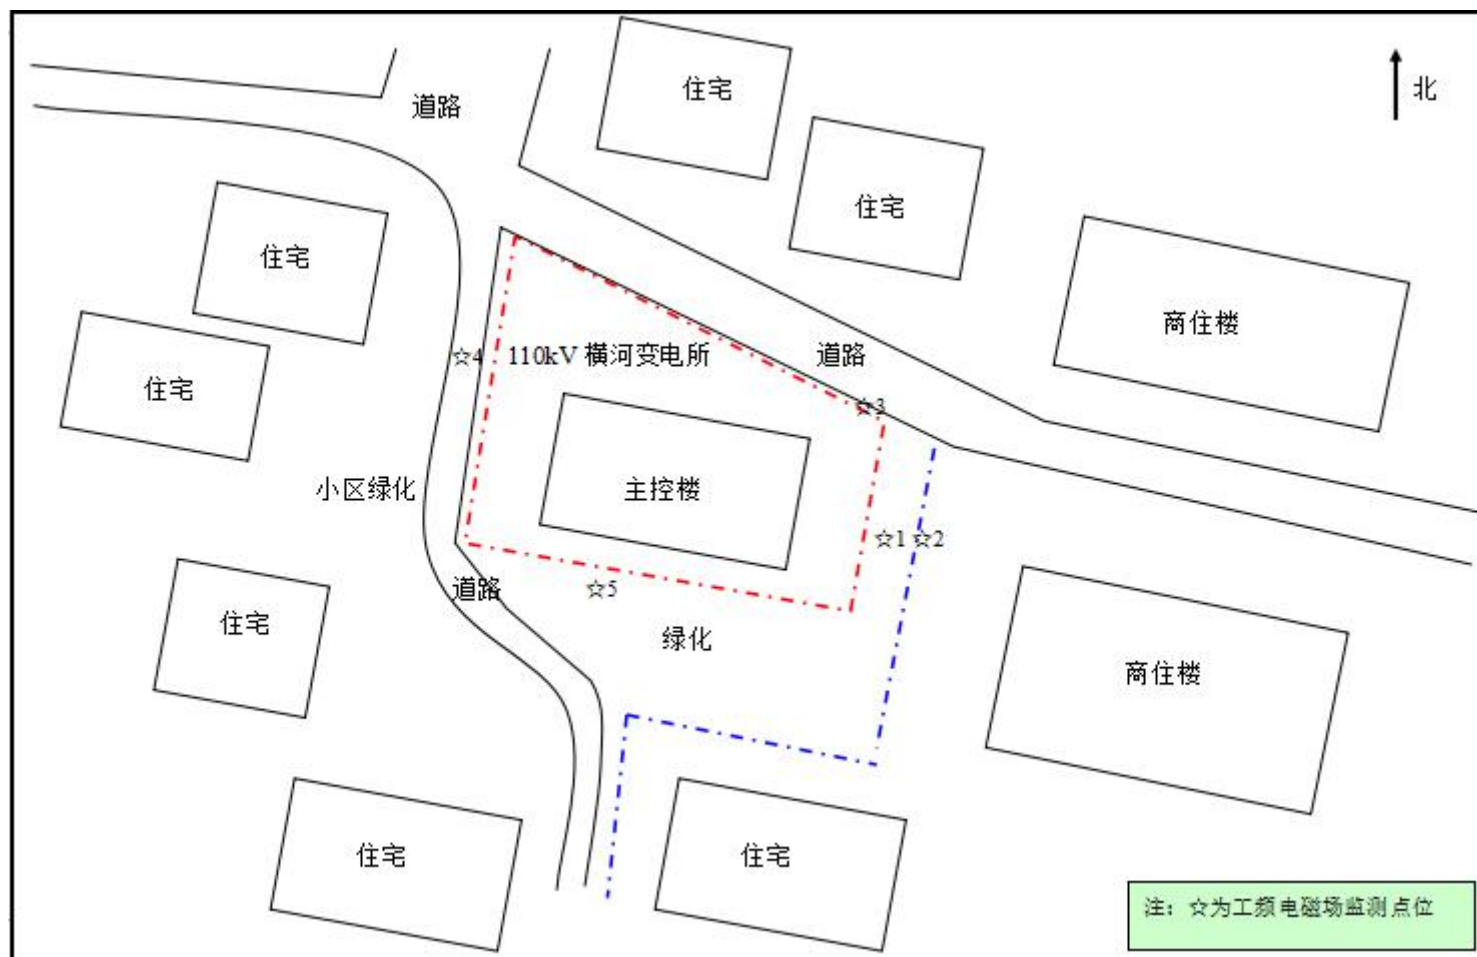 住宅
北
道路
住宅
住宅
商住楼
☆4
110kV 横河变电所
道路
住宅
☆3
小区绿化
主控楼
☆1
☆2
道路
☆5
住宅
绿化
商住楼
住宅
住宅
注：☆为工频电磁场监测点位